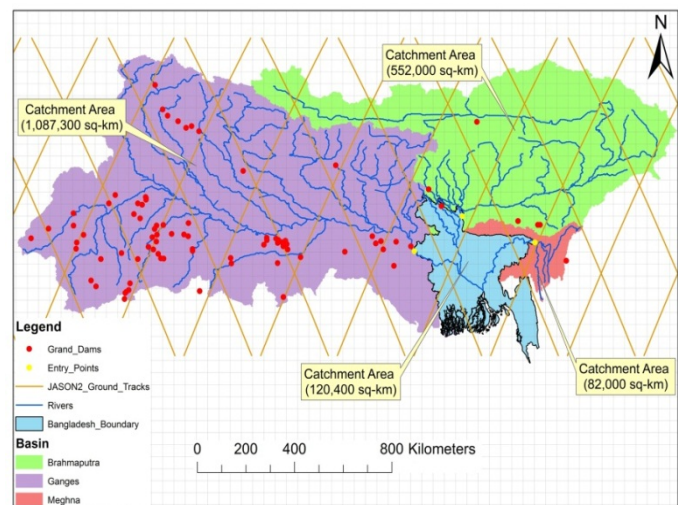 N
Catchment Area
(552,000 sq-km)
Catchment Area
(1,087,300 sq-km)
Catchment Area
(120,400 sq-km)
Catchment Area
(82,000 sq-km)
Legend
Grand_Dams
Entry_Points
JASON2_Ground_Tracks
Rivers
Bangladesh_Boundary
Basin
Brahmaputra
Ganges
Meghna
0 200 400 800 Kilometers